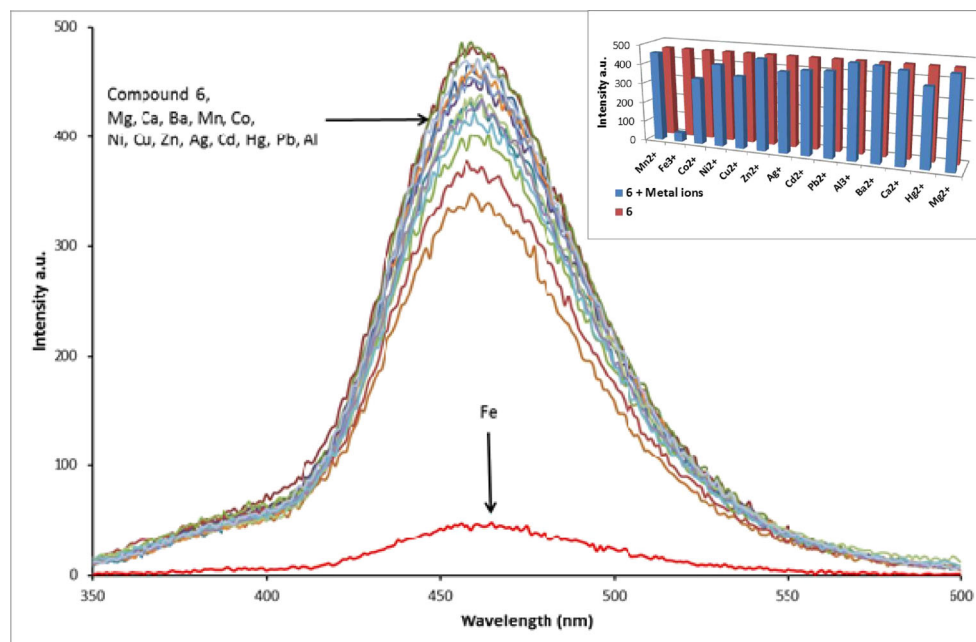 500
400
300
200
100
0
Intensity a.u.
Compound 6,
Mg, Ca, Ba, Mn, Co,
Ni, Cu, Zn, Ag, Cd, Hg, Pb, Al
Fe
350
400
450
500
550
600
Wavelength (nm)
Intensity a.u.
500
400
300
200
100
0
Mn2+
Fe3+
Co2+
Ni2+
Cu2+
Zn2+
Ag+
Cd2+
Pb2+
Al3+
Ba2+
Ca2+
Hg2+
Mg2+
6 + Metal ions
6